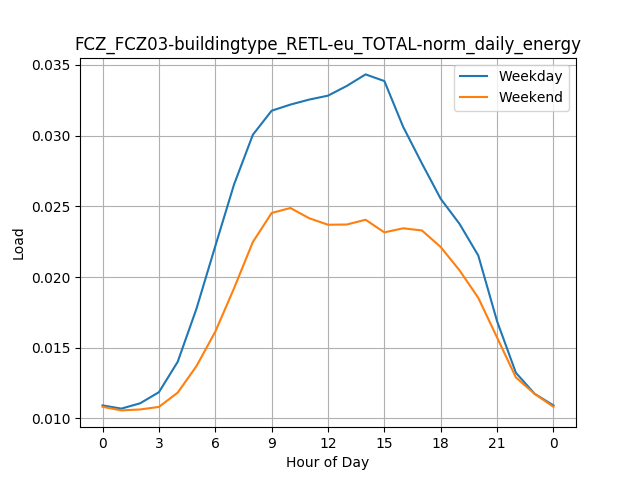 FCZ_FCZ03-buildingtype_RETL-eu_TOTAL-norm_daily_energy
Weekday
Weekend
0.035
0.030
0.025
0.020
0.015
0.010
Load
0 3 6 9 12 15 18 21 0
Hour of Day